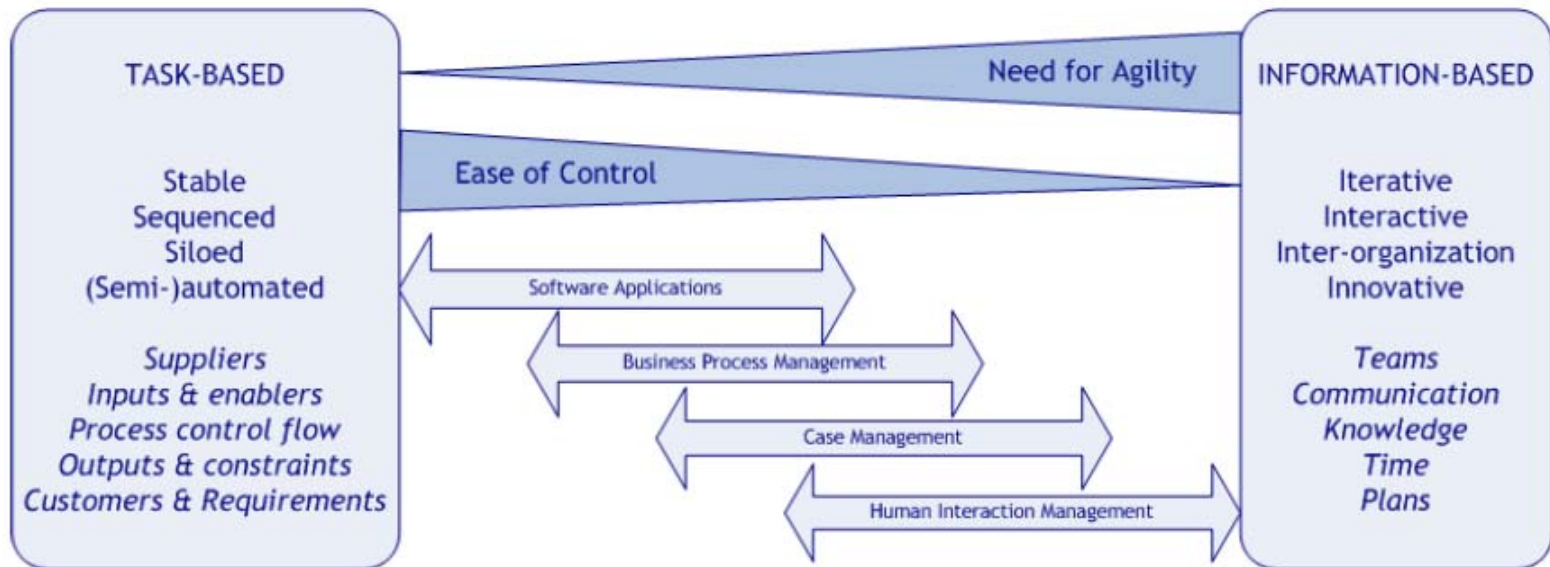 TASK-BASED
Stable
Sequenced
Siloed
(Semi-)automated
Suppliers
Inputs & enablers
Process control flow
Outputs & constraints
Customers & Requirements
Need for Agility
Ease of Control
Software Applications
Business Process Management
Case Management
Human Interaction Management
INFORMATION-BASED
Iterative
Interactive
Inter-organization
Innovative
Teams
Communication
Knowledge
Time
Plans